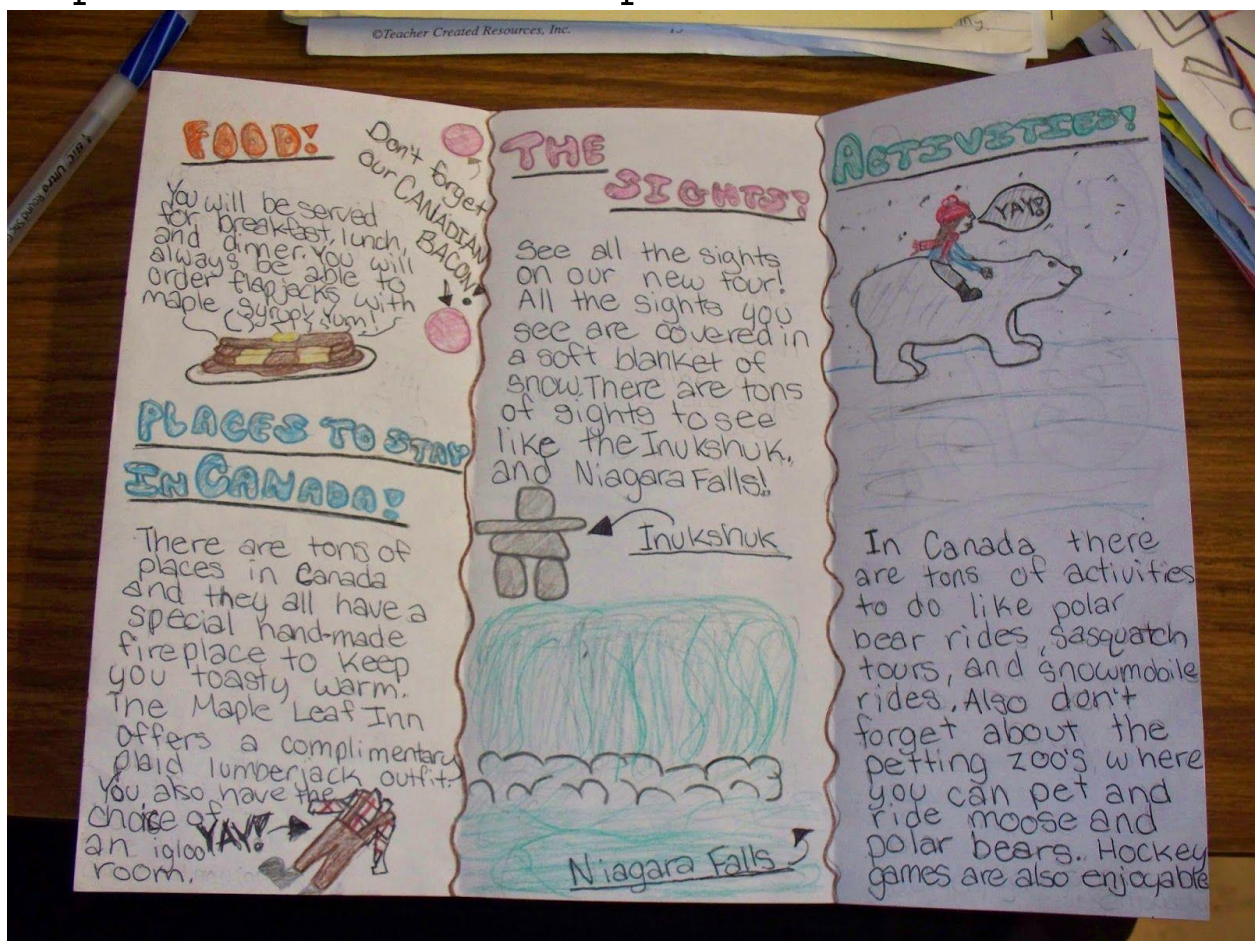 ©Teacher Created Resources, Inc.
FOOD!
Don't forget
our CANADIAN
BACON!
You will be served
for breakfast, lunch,
and dinner. You will
always be able to
order flapjacks with
maple syrup. Yum!
PLACES TO STAY
IN CANADA!
There are tons of
places in Canada
and they all have a
special hand-made
fireplace to keep
you toasty warm.
The Maple Leaf Inn
offers a complimentary
plaid lumberjack outfit.
You also have the
choice of
an igloo
room.
YAY!
THE
SIGHTS!
See all the sights
on our new tour!
All the sights you
see are covered in
a soft blanket of
snow. There are tons
of sights to see
like the Inukshuk,
and Niagara Falls!
Inukshuk
Niagara Falls
ACTIVITIES!
YAY!
In Canada there
are tons of activities
to do like polar
bear rides, sasquatch
tours, and snowmobile
rides. Also don't
forget about the
petting zoo's where
you can pet and
ride moose and
polar bears. Hockey
games are also enjoyable